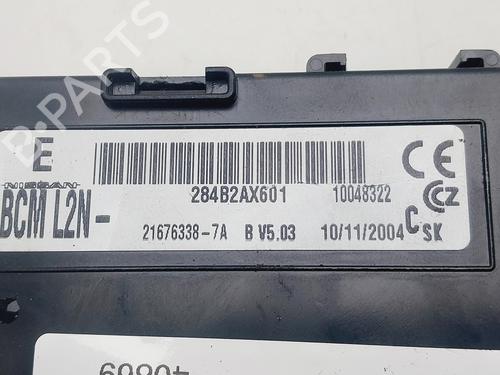 E
NISSAN
284B2AX601 10048322
BCM L2N-
21676338-7A B V5.03 10/11/2004 C SK
CE
CZ
B-PARTS